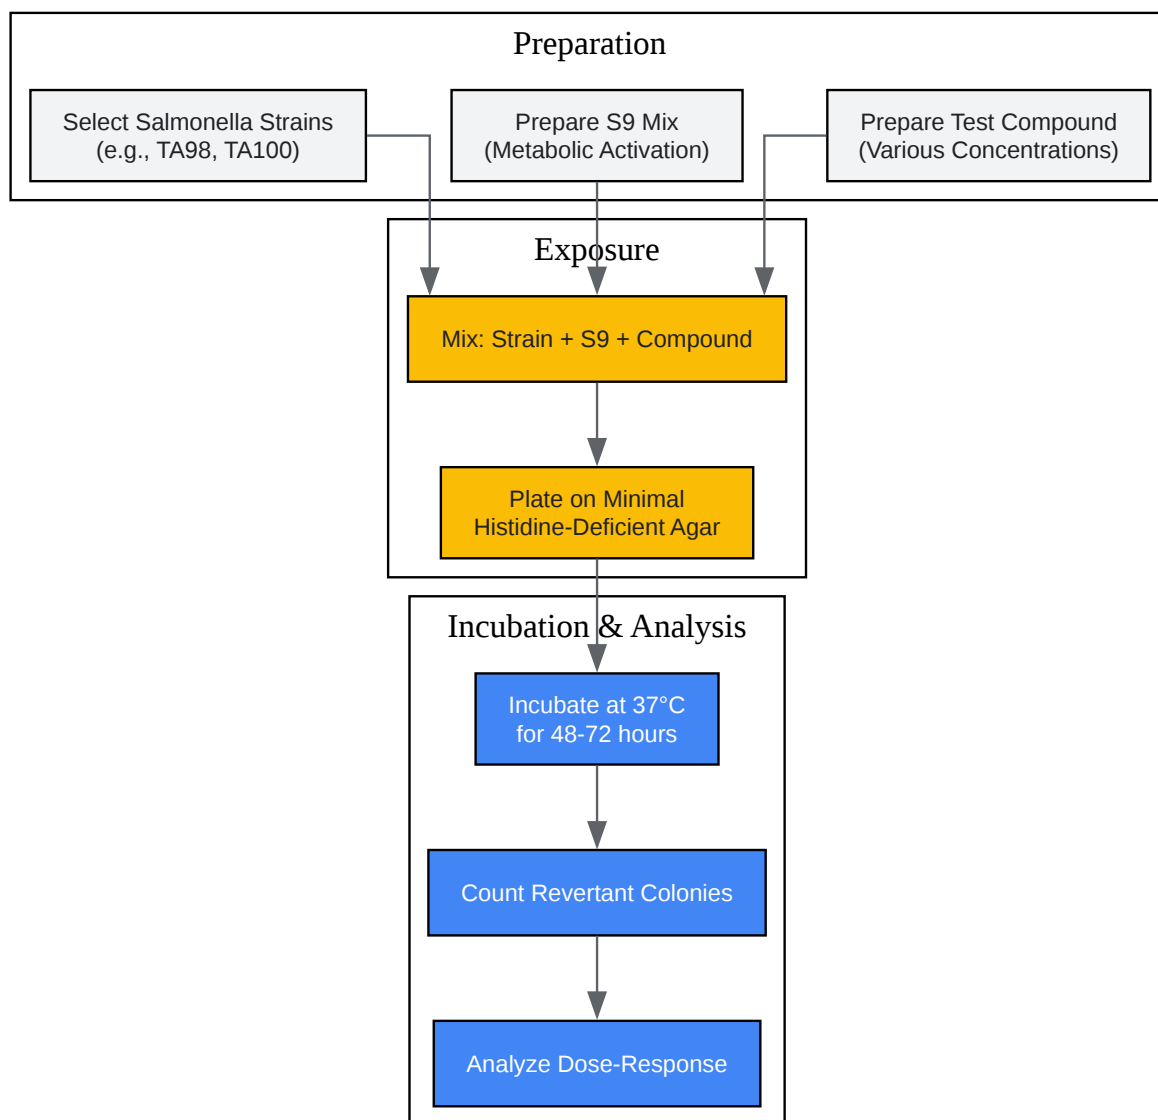 Preparation
Select Salmonella Strains
(e.g., TA98, TA100)
Prepare S9 Mix
(Metabolic Activation)
Prepare Test Compound
(Various Concentrations)
Exposure
Mix: Strain + S9 + Compound
Plate on Minimal
Histidine-Deficient Agar
Incubation & Analysis
Incubate at 37°C
for 48-72 hours
Count Revertant Colonies
Analyze Dose-Response